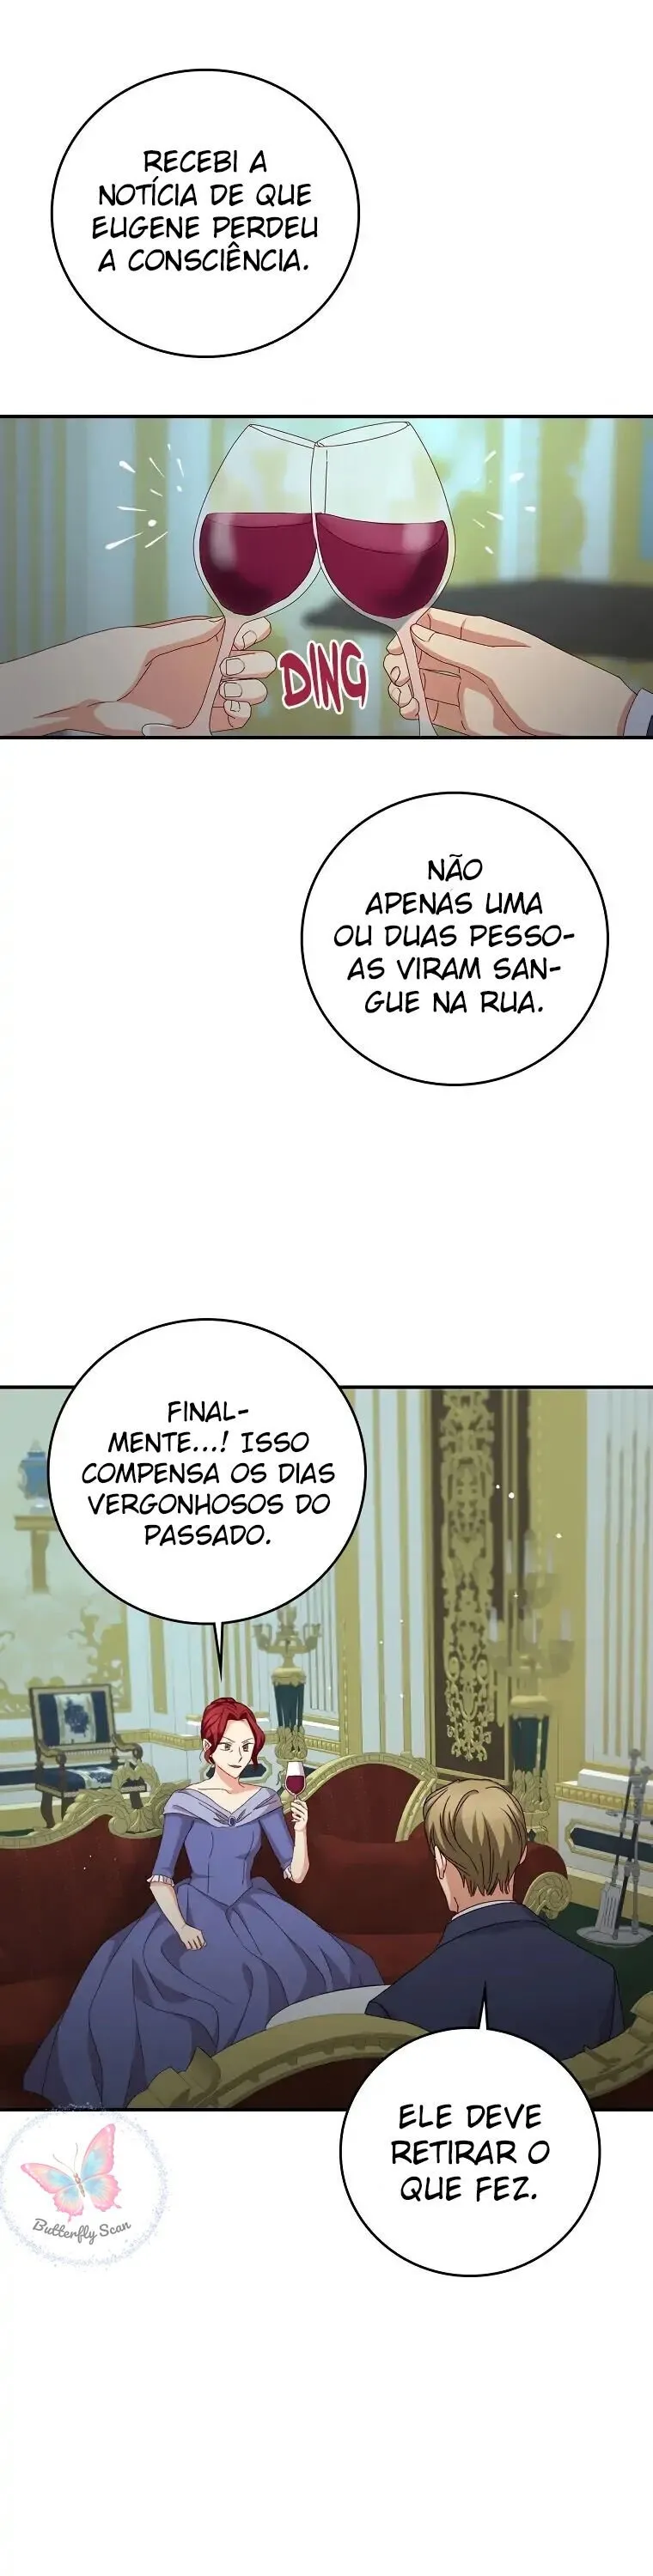 RECEBI A
NOTÍCIA DE QUE
EUGENE PERDEU
A CONSCIÊNCIA.
DING
NÃO
APENAS UMA
OU DUAS PESSO-
AS VIRAM SAN-
GUE NA RUA.
FINAL-
MENTE...! ISSO
COMPENSA OS DIAS
VERGONHOSOS DO
PASSADO.
ELE DEVE
RETIRAR O
QUE FEZ.
Butterfly Scan